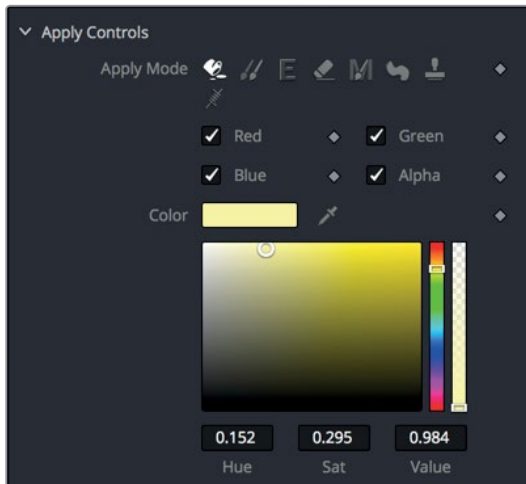 Apply Controls
Apply Mode
Red Green
Blue Alpha
Color
0.152 0.295 0.984
Hue Sat Value